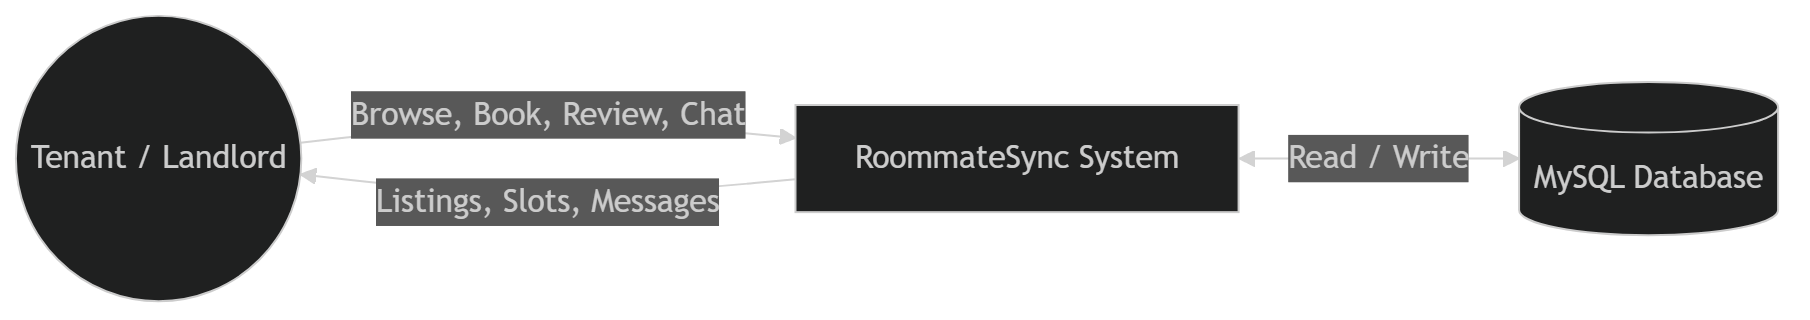 Tenant / Landlord
Browse, Book, Review, Chat
Listings, Slots, Messages
RoommateSync System
Read / Write
MySQL Database